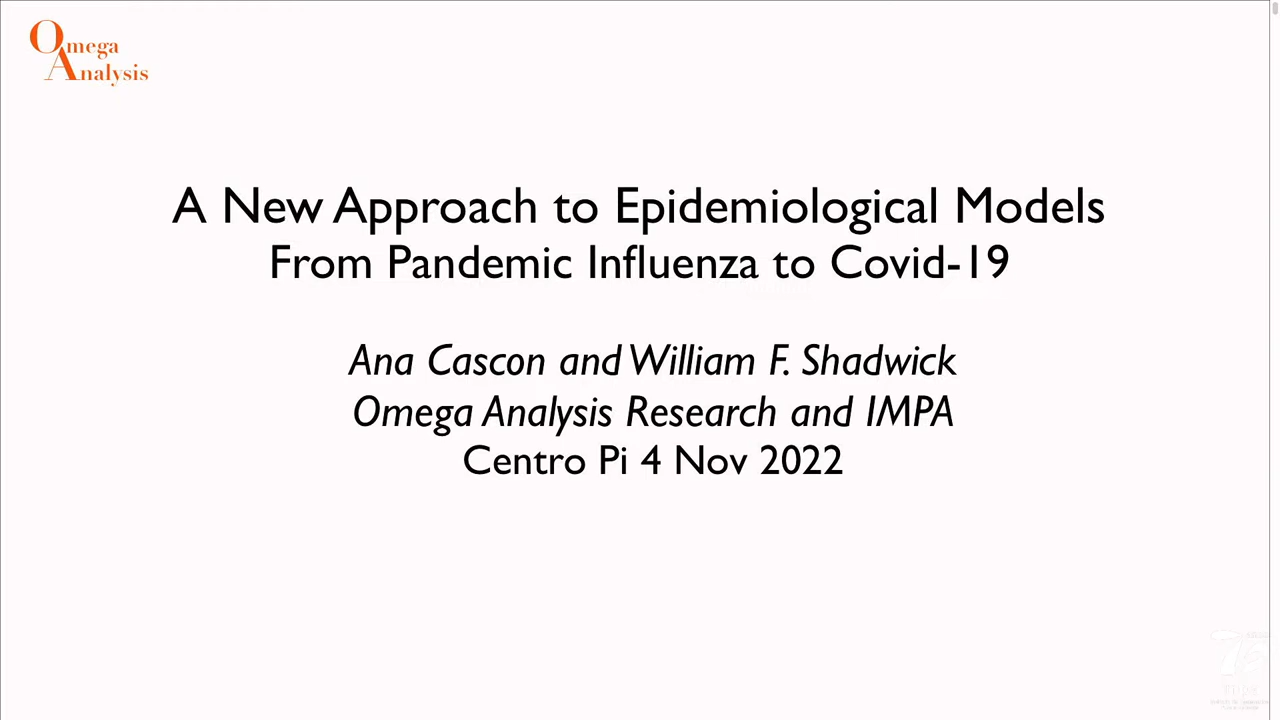 Omega
Analysis
A New Approach to Epidemiological Models
From Pandemic Influenza to Covid-19
Ana Cascon and William F. Shadwick
Omega Analysis Research and IMPA
Centro Pi 4 Nov 2022